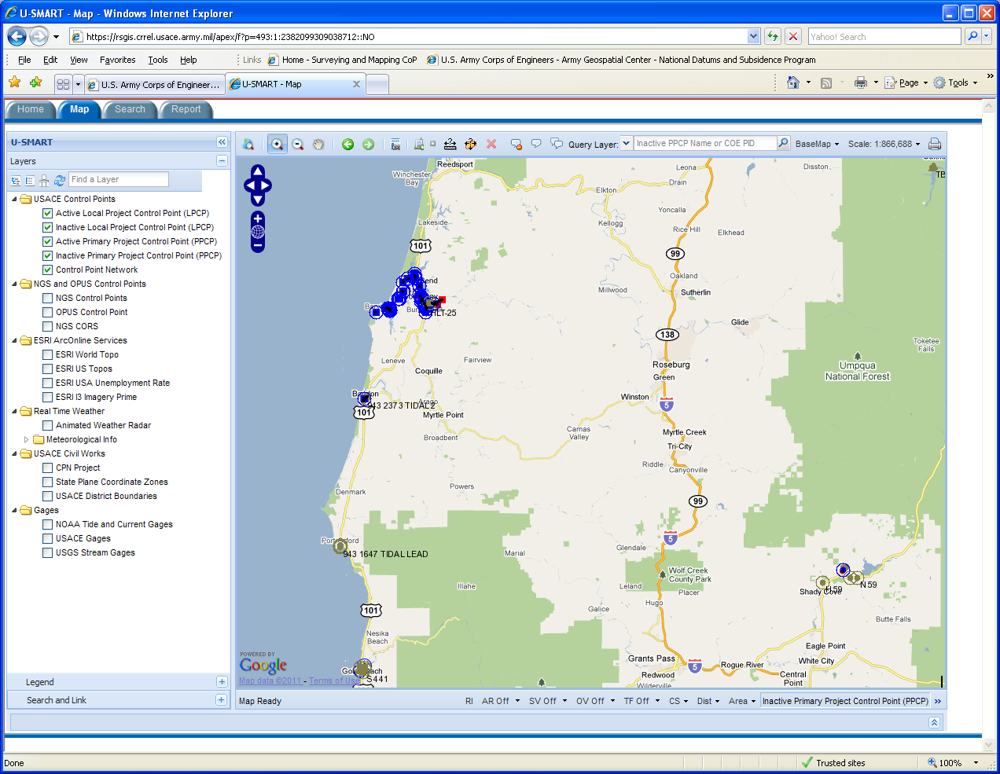 U-SMART - Map - Windows Internet Explorer
https://rsgis.crrel.usace.army.mil/apex/f?p=493:1:2382099309038712::NO
Yahoo! Search
File Edit View Favorites Tools Help
Links Home - Surveying and Mapping CoP U.S. Army Corps of Engineers - Army Geospatial Center - National Datums and Subsidence Program
U.S. Army Corps of Engineer... U-SMART - Map
Page Tools
Home Map Search Report
U-SMART
Layers
Find a Layer
USACE Control Points
Active Local Project Control Point (LPCP)
Inactive Local Project Control Point (LPCP)
Active Primary Project Control Point (PPCP)
Inactive Primary Project Control Point (PPCP)
Control Point Network
NGS and OPUS Control Points
NGS Control Points
OPUS Control Point
NGS CORS
ESRI ArcOnline Services
ESRI World Topo
ESRI US Topos
ESRI USA Unemployment Rate
ESRI I3 Imagery Prime
Real Time Weather
Animated Weather Radar
Meteorological Info
USACE Civil Works
CPN Project
State Plane Coordinate Zones
USACE District Boundaries
Gages
NOAA Tide and Current Gages
USACE Gages
USGS Stream Gages
Legend
Search and Link
Query Layer: Inactive PPCP Name or COE PID BaseMap Scale: 1:866,688
Reedsport
Winchester Bay
Leona
Disston
Drain
Elkton
TB
Yoncalla
Lakeside
Kellogg
Rice Hill
Elkhead
101
99
Oakland
Millwood
Sutherlin
TLT-25
Glide
138
Toketee Falls
Roseburg
Umpqua National Forest
Leneve
Fairview
Coquille
Green
Winston
5
943 2373 TIDAL 2
101
Arago
Myrtle Point
Camas Valley
Myrtle Creek
Broadbent
Tri-City
Riddle
Canyonville
Powers
Denmark
99
5
943 1647 TIDAL LEAD
Marial
Glendale
Wolf Creek County Park
Illahe
Leland
Placer
Shady Cove
H 59
N 59
Hugo
101
Galice
Butte Falls
Nesika Beach
Eagle Point
Grants Pass
5
Rogue River
White City
Redwood
Central Point
Wilderville
S441
POWERED BY
Google
Map data ©2011 - Terms of Use
Map Ready RI AR Off SV Off OV Off TF Off CS Dist Area Inactive Primary Project Control Point (PPCP)
Done Trusted sites 100%